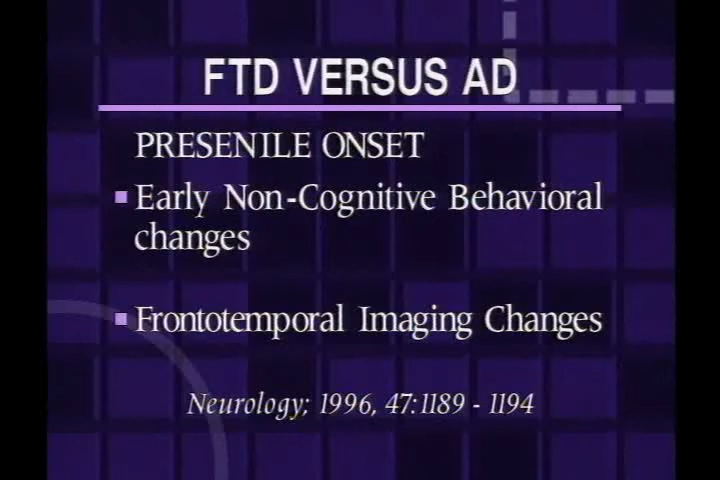 FTD VERSUS AD
PRESENILE ONSET
Early Non-Cognitive Behavioral
changes
Frontotemporal Imaging Changes
Neurology; 1996, 47:1189 - 1194